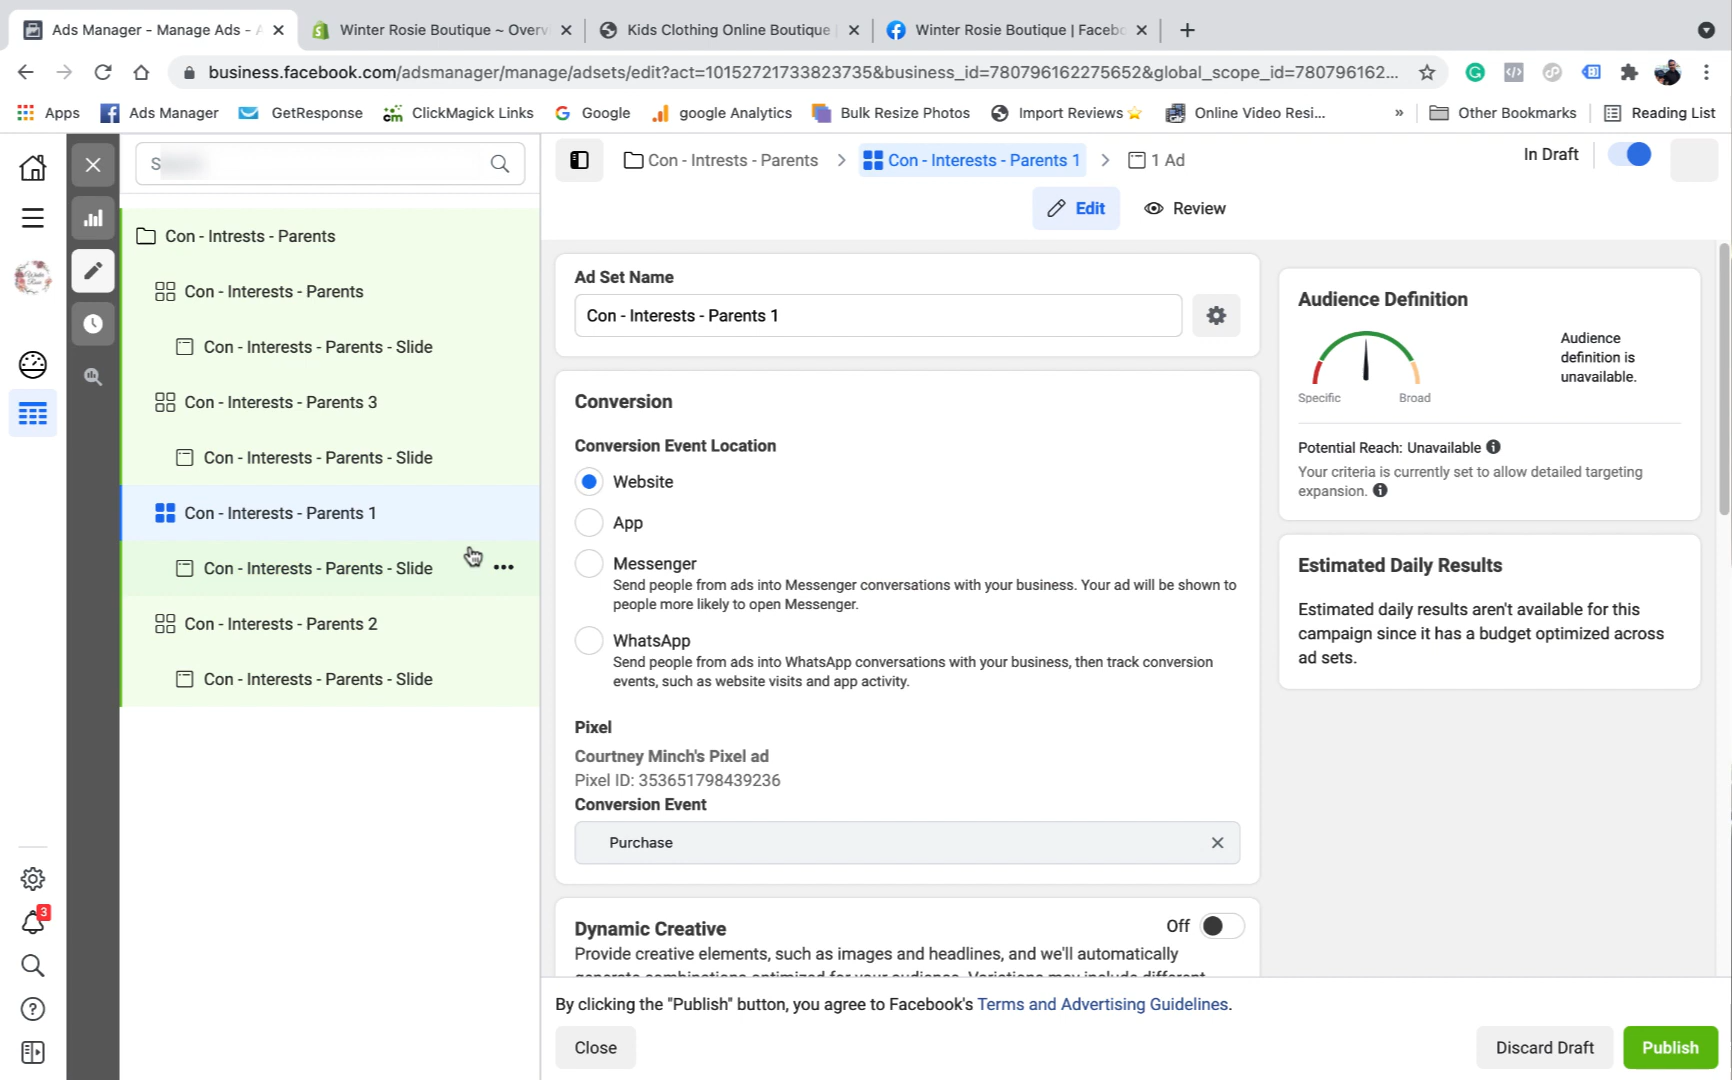 Ads Manager - Manage Ads - A
Winter Rosie Boutique ~ Overv
Kids Clothing Online Boutique
Winter Rosie Boutique | Facebo
business.facebook.com/adsmanager/manage/adsets/edit?act=10152721733823735&business_id=780796162275652&global_scope_id=780796162...
Apps
Ads Manager
GetResponse
ClickMagick Links
Google
google Analytics
Bulk Resize Photos
Import Reviews
Online Video Resi...
»
Other Bookmarks
Reading List
Con - Intrests - Parents
Con - Interests - Parents 1
1 Ad
In Draft
Edit
Review
Con - Intrests - Parents
Con - Interests - Parents
Con - Interests - Parents - Slide
Con - Interests - Parents 3
Con - Interests - Parents - Slide
Con - Interests - Parents 1
Con - Interests - Parents - Slide
Con - Interests - Parents 2
Con - Interests - Parents - Slide
3
Ad Set Name
Con - Interests - Parents 1
Conversion
Conversion Event Location
Website
App
Messenger
Send people from ads into Messenger conversations with your business. Your ad will be shown to
people more likely to open Messenger.
WhatsApp
Send people from ads into WhatsApp conversations with your business, then track conversion
events, such as website visits and app activity.
Pixel
Courtney Minch's Pixel ad
Pixel ID: 353651798439236
Conversion Event
Purchase
Dynamic Creative
Off
Provide creative elements, such as images and headlines, and we'll automatically
generate combinations optimized for your audience. Variations may include different
Audience Definition
Specific
Broad
Audience
definition is
unavailable.
Potential Reach: Unavailable
Your criteria is currently set to allow detailed targeting
expansion.
Estimated Daily Results
Estimated daily results aren't available for this
campaign since it has a budget optimized across
ad sets.
By clicking the "Publish" button, you agree to Facebook's Terms and Advertising Guidelines.
Close
Discard Draft
Publish